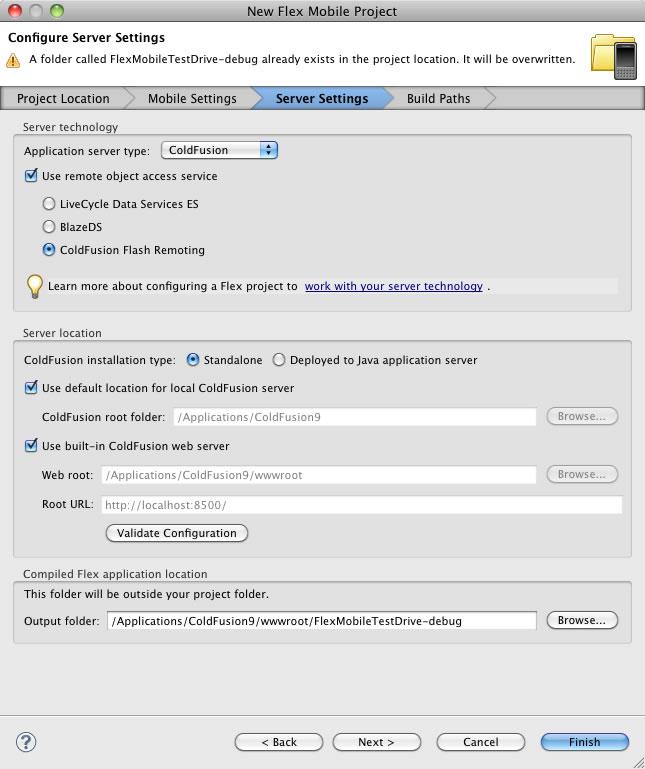 New Flex Mobile Project
Configure Server Settings
A folder called FlexMobileTestDrive-debug already exists in the project location. It will be overwritten.
Project Location
Mobile Settings
Server Settings
Build Paths
Server technology
Application server type: ColdFusion
Use remote object access service
LiveCycle Data Services ES
BlazeDS
ColdFusion Flash Remoting
Learn more about configuring a Flex project to work with your server technology .
Server location
ColdFusion installation type: Standalone Deployed to Java application server
Use default location for local ColdFusion server
ColdFusion root folder: /Applications/ColdFusion9 Browse...
Use built-in ColdFusion web server
Web root: /Applications/ColdFusion9/wwwroot Browse...
Root URL: http://localhost:8500/
Validate Configuration
Compiled Flex application location
This folder will be outside your project folder.
Output folder: /Applications/ColdFusion9/wwwroot/FlexMobileTestDrive-debug Browse...
? < Back Next > Cancel Finish